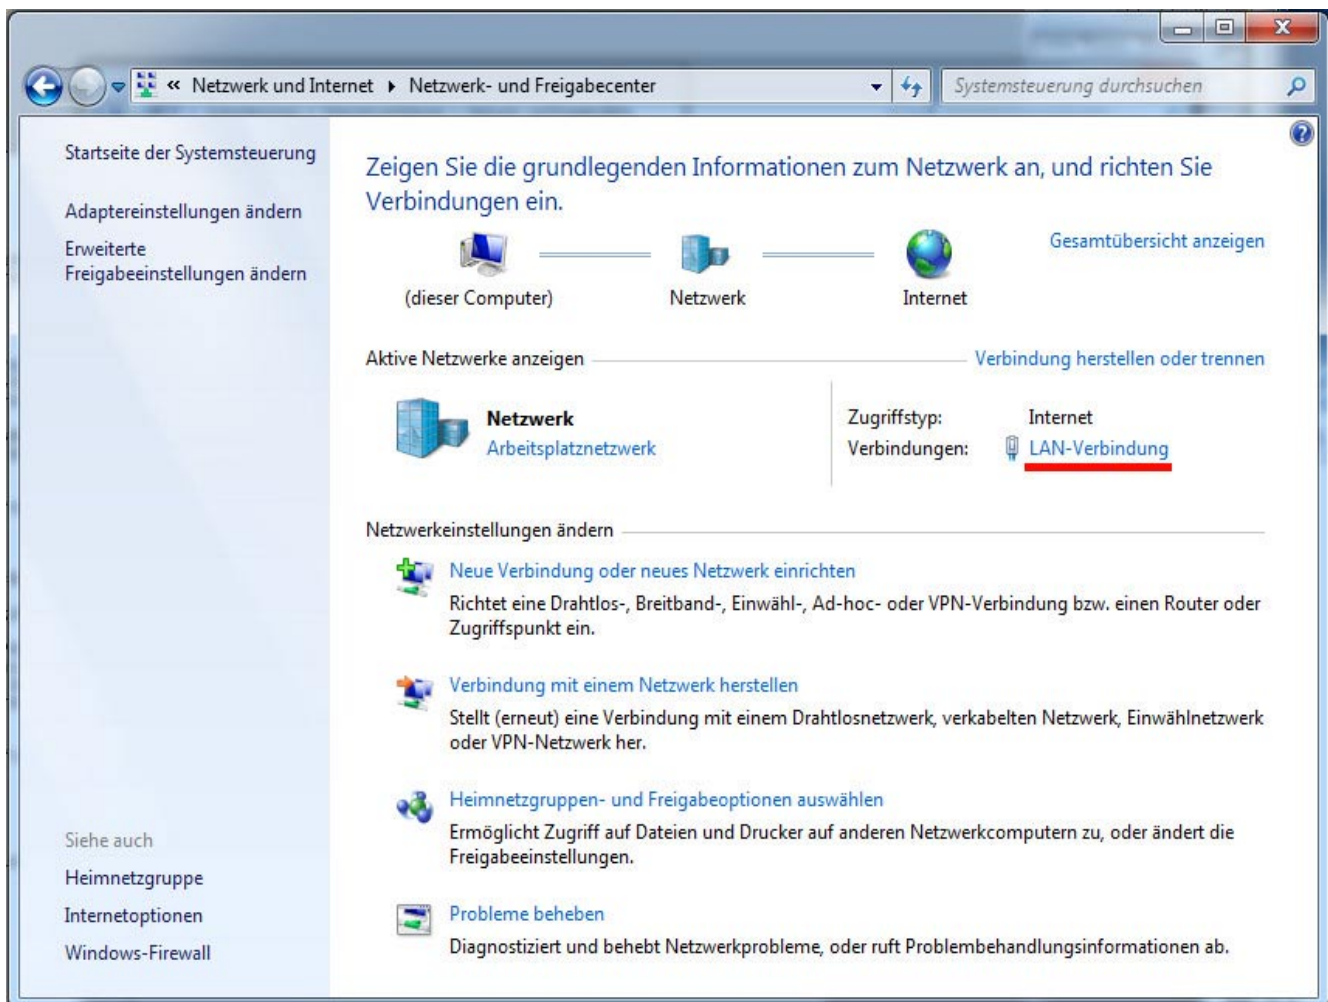 « Netzwerk und Internet ▸ Netzwerk- und Freigabecenter
Systemsteuerung durchsuchen
Startseite der Systemsteuerung
Adaptereinstellungen ändern
Erweiterte
Freigabeeinstellungen ändern
Zeigen Sie die grundlegenden Informationen zum Netzwerk an, und richten Sie
Verbindungen ein.
Gesamtübersicht anzeigen
(dieser Computer)
Netzwerk
Internet
Aktive Netzwerke anzeigen
Verbindung herstellen oder trennen
Netzwerk
Arbeitsplatznetzwerk
Zugriffstyp: Internet
Verbindungen: LAN-Verbindung
Netzwerkeinstellungen ändern
Neue Verbindung oder neues Netzwerk einrichten
Richtet eine Drahtlos-, Breitband-, Einwähl-, Ad-hoc- oder VPN-Verbindung bzw. einen Router oder
Zugriffspunkt ein.
Verbindung mit einem Netzwerk herstellen
Stellt (erneut) eine Verbindung mit einem Drahtlosnetzwerk, verkabelten Netzwerk, Einwählnetzwerk
oder VPN-Netzwerk her.
Heimnetzgruppen- und Freigabeoptionen auswählen
Ermöglicht Zugriff auf Dateien und Drucker auf anderen Netzwerkcomputern zu, oder ändert die
Freigabeeinstellungen.
Probleme beheben
Diagnostiziert und behebt Netzwerkprobleme, oder ruft Problembehandlungsinformationen ab.
Siehe auch
Heimnetzgruppe
Internetoptionen
Windows-Firewall